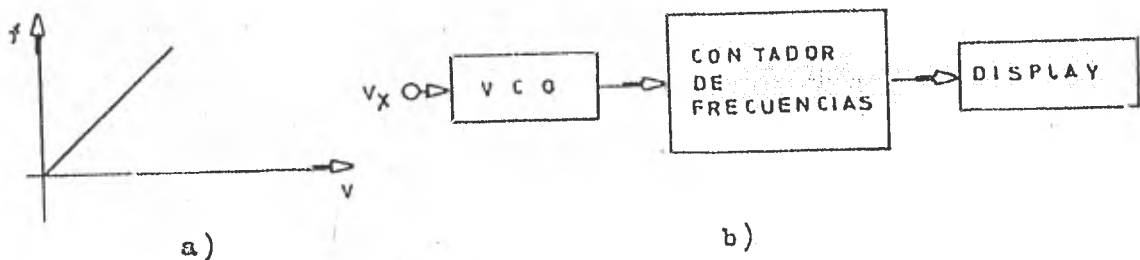 f
V
a)
Vx
V C O
CONTADOR
DE
FRECUENCIAS
DISPLAY
b)